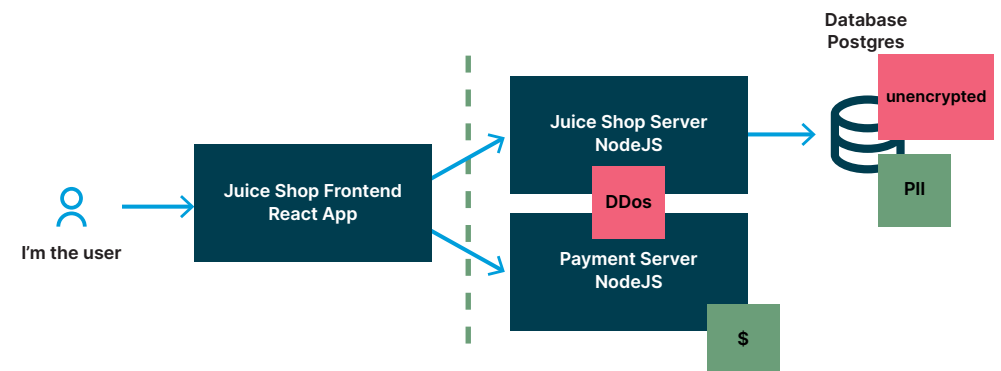 Database
Postgres
unencrypted
Juice Shop Server
NodeJS
PII
Juice Shop Frontend
React App
DDos
I'm the user
Payment Server
NodeJS
$